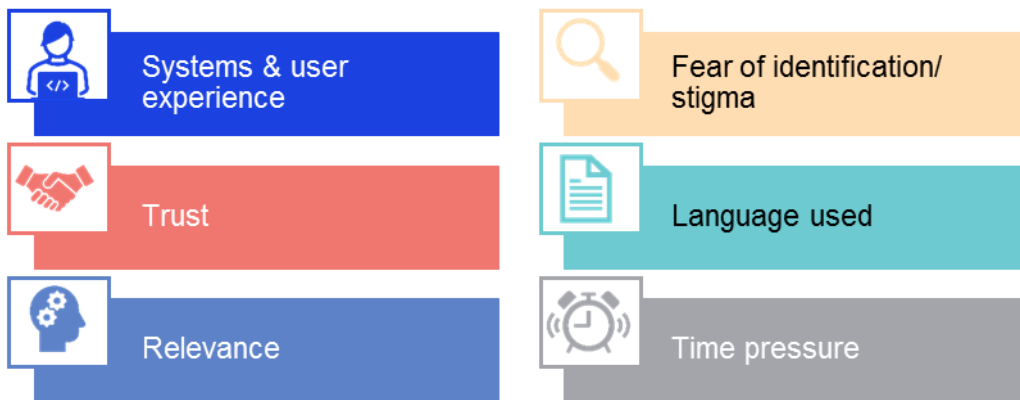 Systems & user
experience
Fear of identification/
stigma
Trust
Language used
Relevance
Time pressure